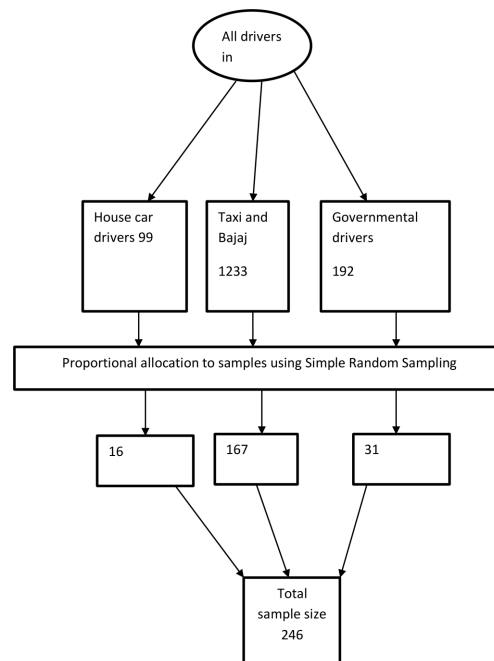 All drivers
in
House car
drivers 99
Taxi and
Bajaj
1233
Governmental
drivers
192
Proportional allocation to samples using Simple Random Sampling
16
167
31
Total
sample size
246